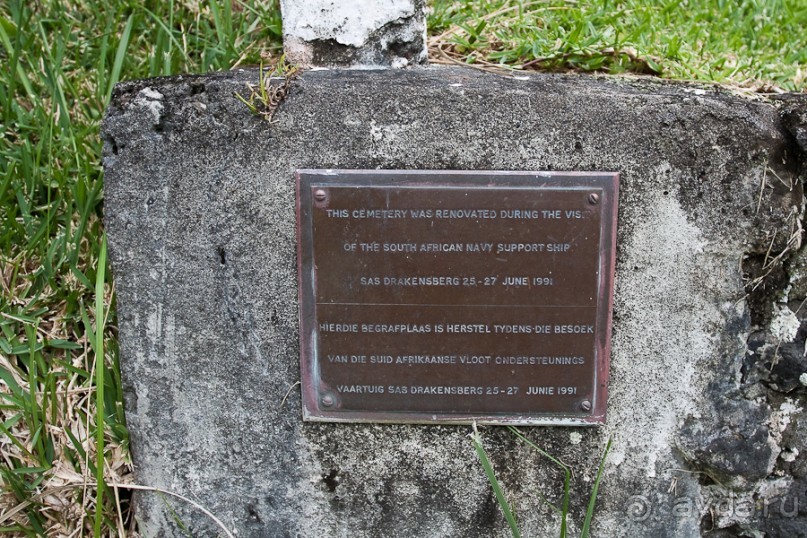 THIS CEMETERY WAS RENOVATED DURING THE VISIT
OF THE SOUTH AFRICAN NAVY SUPPORT SHIP
SAS DRAKENSBERG 25-27 JUNE 1991
HIERDIE BEGRAFPLAAS IS HERSTEL TYDENS·DIE BESOEK
VAN DIE SUID AFRIKAANSE VLOOT ONDERSTEUNINGS
VAARTUIG SAS DRAKENSBERG 25-27 JUNIE 1991
savdal.ru